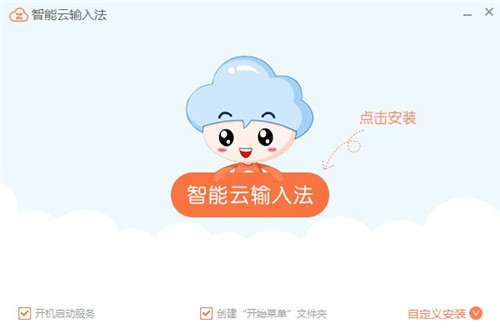 智能云输入法
点击安装
智能云输入法
开机启动服务
创建“开始菜单”文件夹
自定义安装